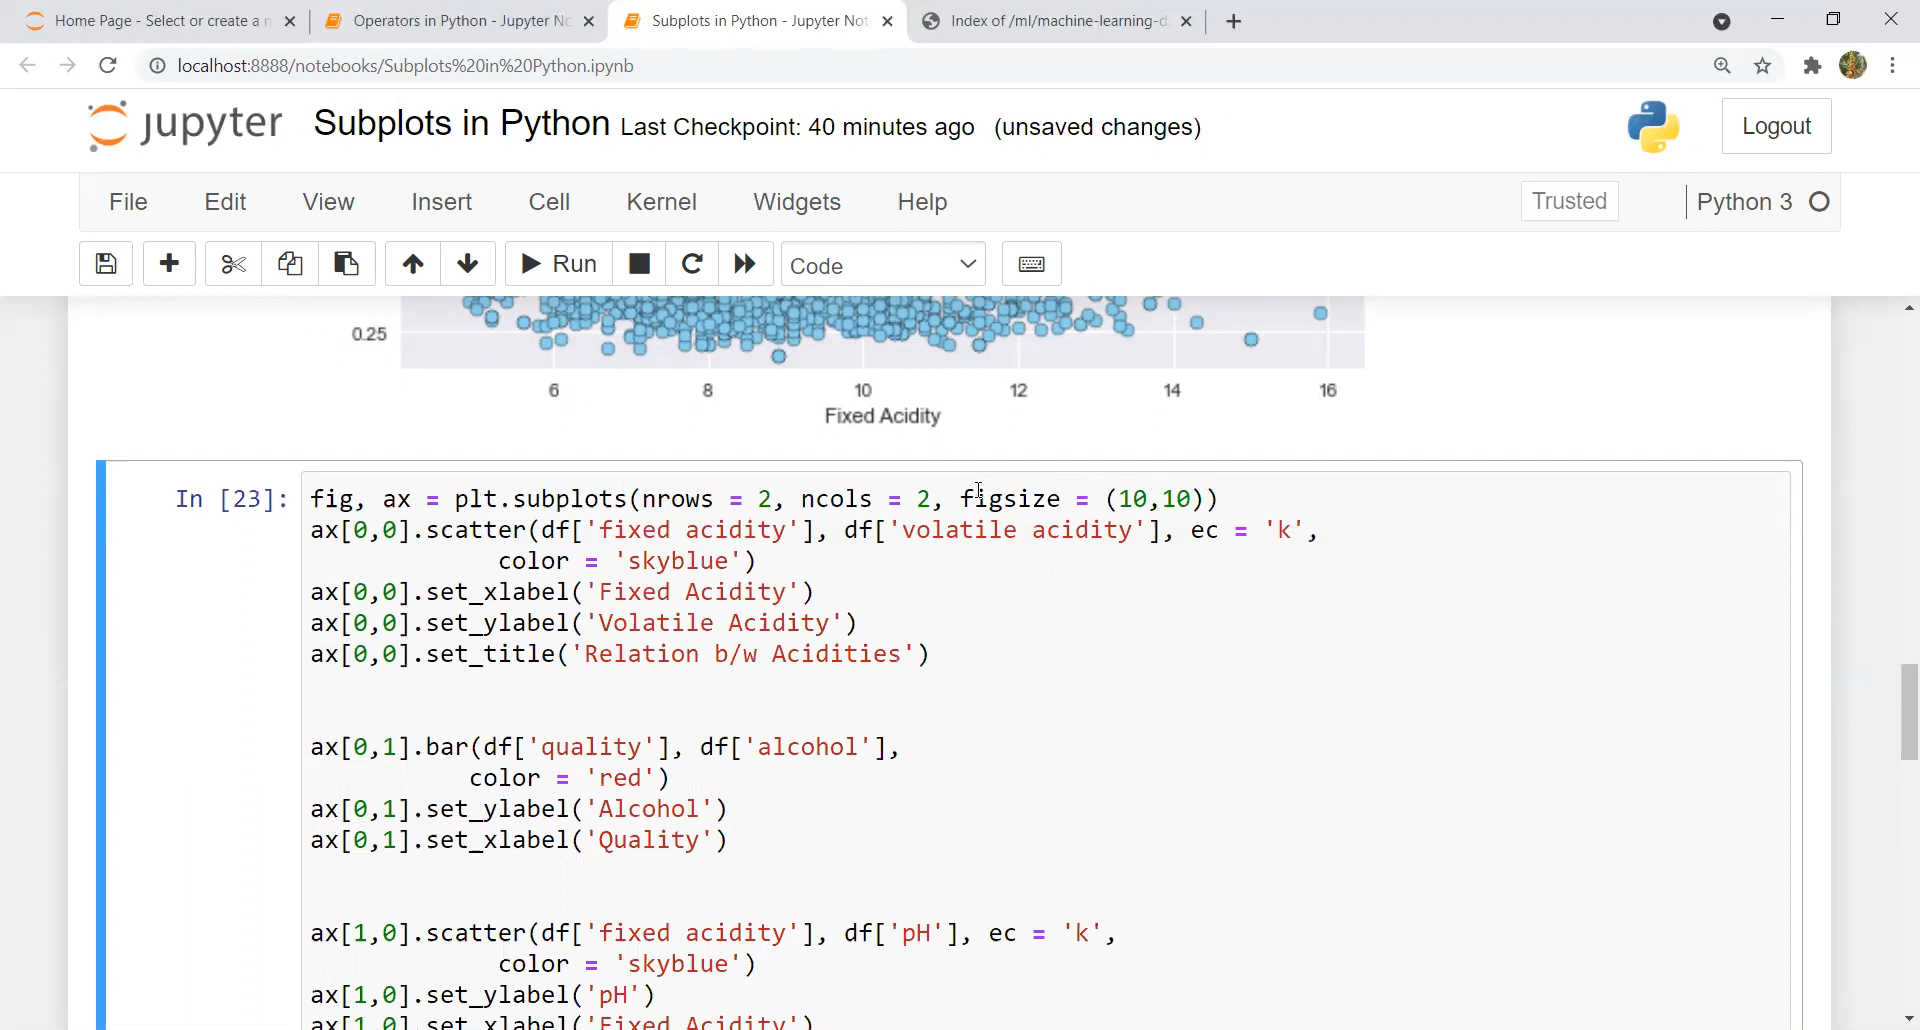 Home Page - Select or create a n
Operators in Python - Jupyter No
Subplots in Python - Jupyter Not
Index of /ml/machine-learning-d
localhost:8888/notebooks/Subplots%20in%20Python.ipynb
jupyter Subplots in Python Last Checkpoint: 40 minutes ago (unsaved changes)
Logout
File Edit View Insert Cell Kernel Widgets Help
Trusted
Python 3
Run
Code
0.25
6 8 10 12 14 16
Fixed Acidity
In [23]: fig, ax = plt.subplots(nrows = 2, ncols = 2, figsize = (10,10))
ax[0,0].scatter(df['fixed acidity'], df['volatile acidity'], ec = 'k',
color = 'skyblue')
ax[0,0].set_xlabel('Fixed Acidity')
ax[0,0].set_ylabel('Volatile Acidity')
ax[0,0].set_title('Relation b/w Acidities')
ax[0,1].bar(df['quality'], df['alcohol'],
color = 'red')
ax[0,1].set_ylabel('Alcohol')
ax[0,1].set_xlabel('Quality')
ax[1,0].scatter(df['fixed acidity'], df['pH'], ec = 'k',
color = 'skyblue')
ax[1,0].set_ylabel('pH')
ax[1,0].set_xlabel('Fixed Acidity')